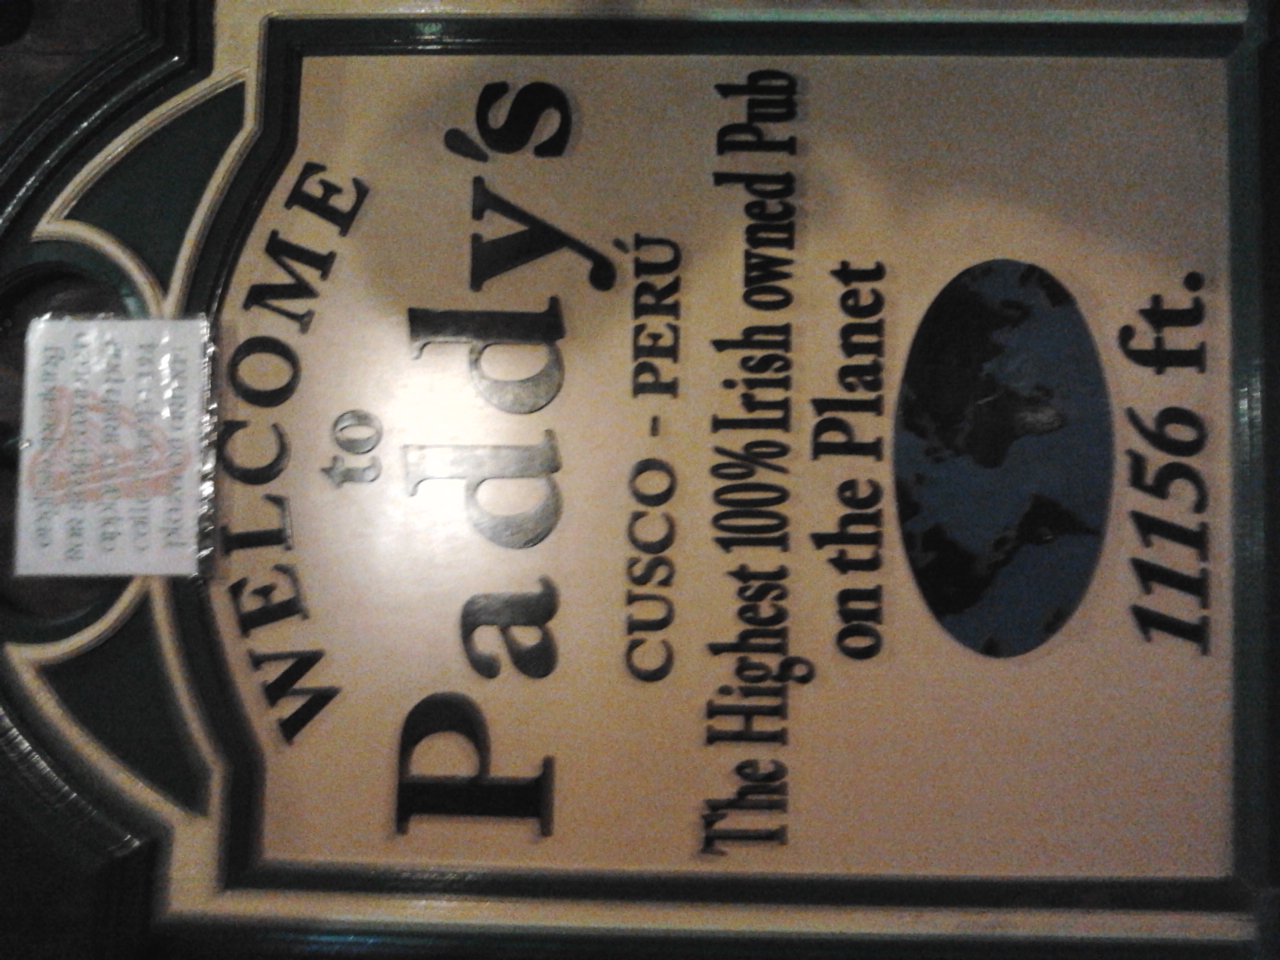 WELCOME
to
Paddy's
CUSCO - PERÚ
The Highest 100% Irish owned Pub
on the Planet
11156 ft.